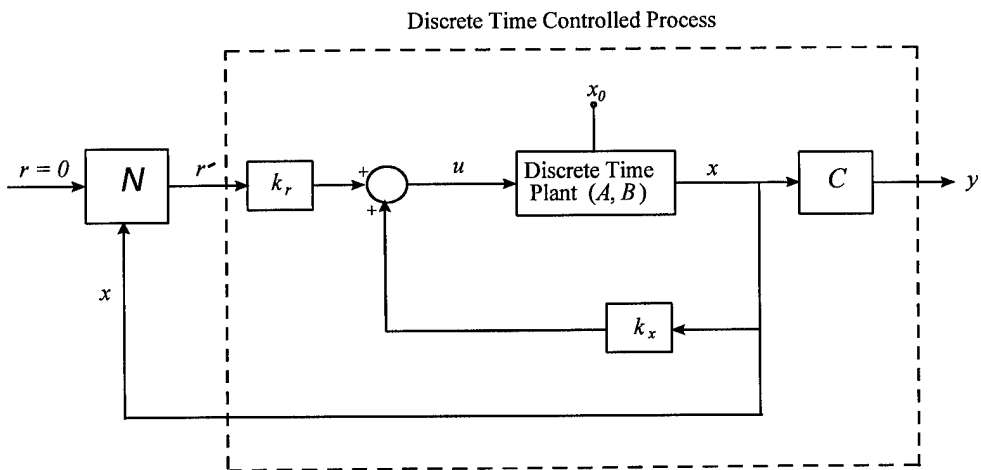 Discrete Time Controlled Process
x₀
r = 0
N
r′
kᵣ
+
+
u
Discrete Time
Plant (A, B)
x
C
y
x
kₓ